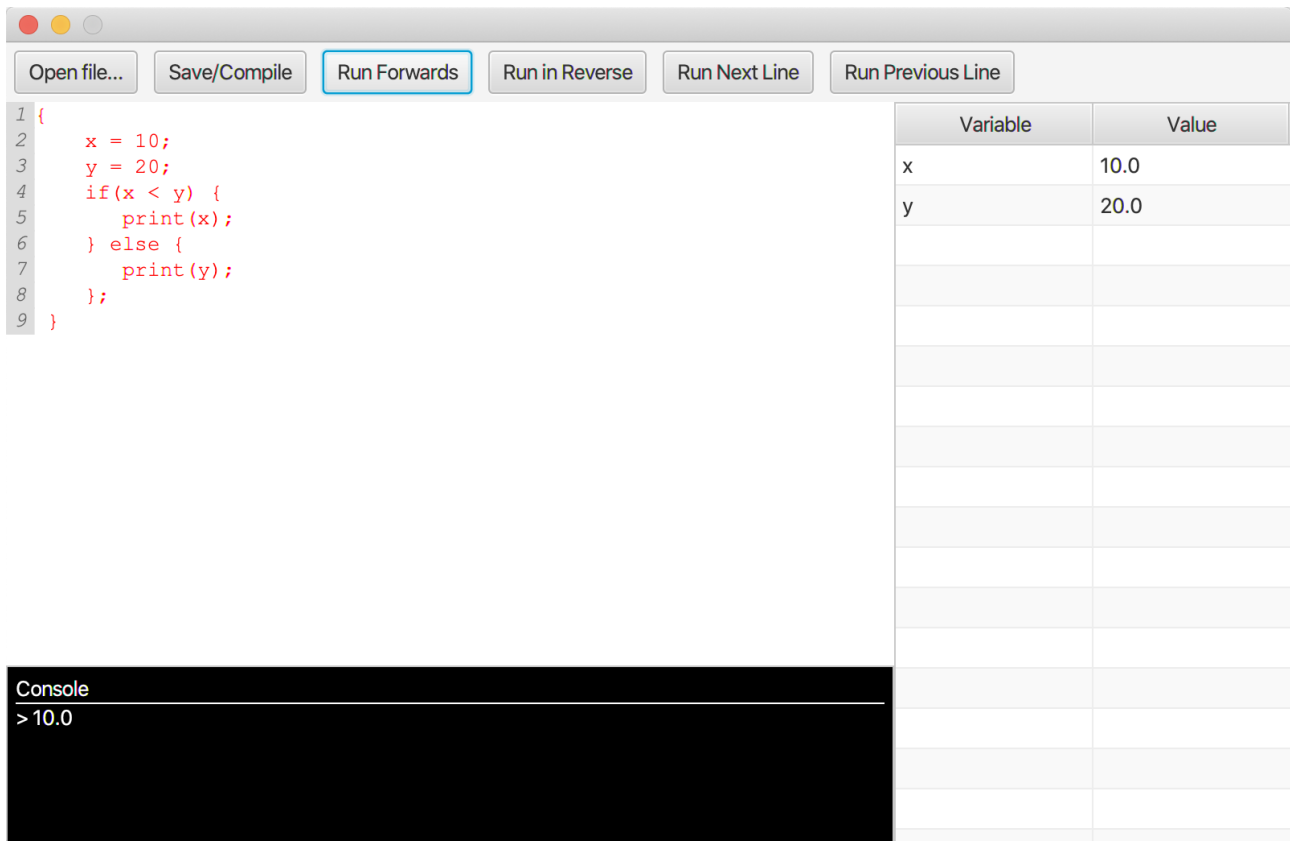 Open file... Save/Compile Run Forwards Run in Reverse Run Next Line Run Previous Line
1 {
2     x = 10;
3     y = 20;
4     if(x < y) {
5        print(x);
6     } else {
7        print(y);
8     };
9  }
Variable Value
x 10.0
y 20.0
Console
> 10.0